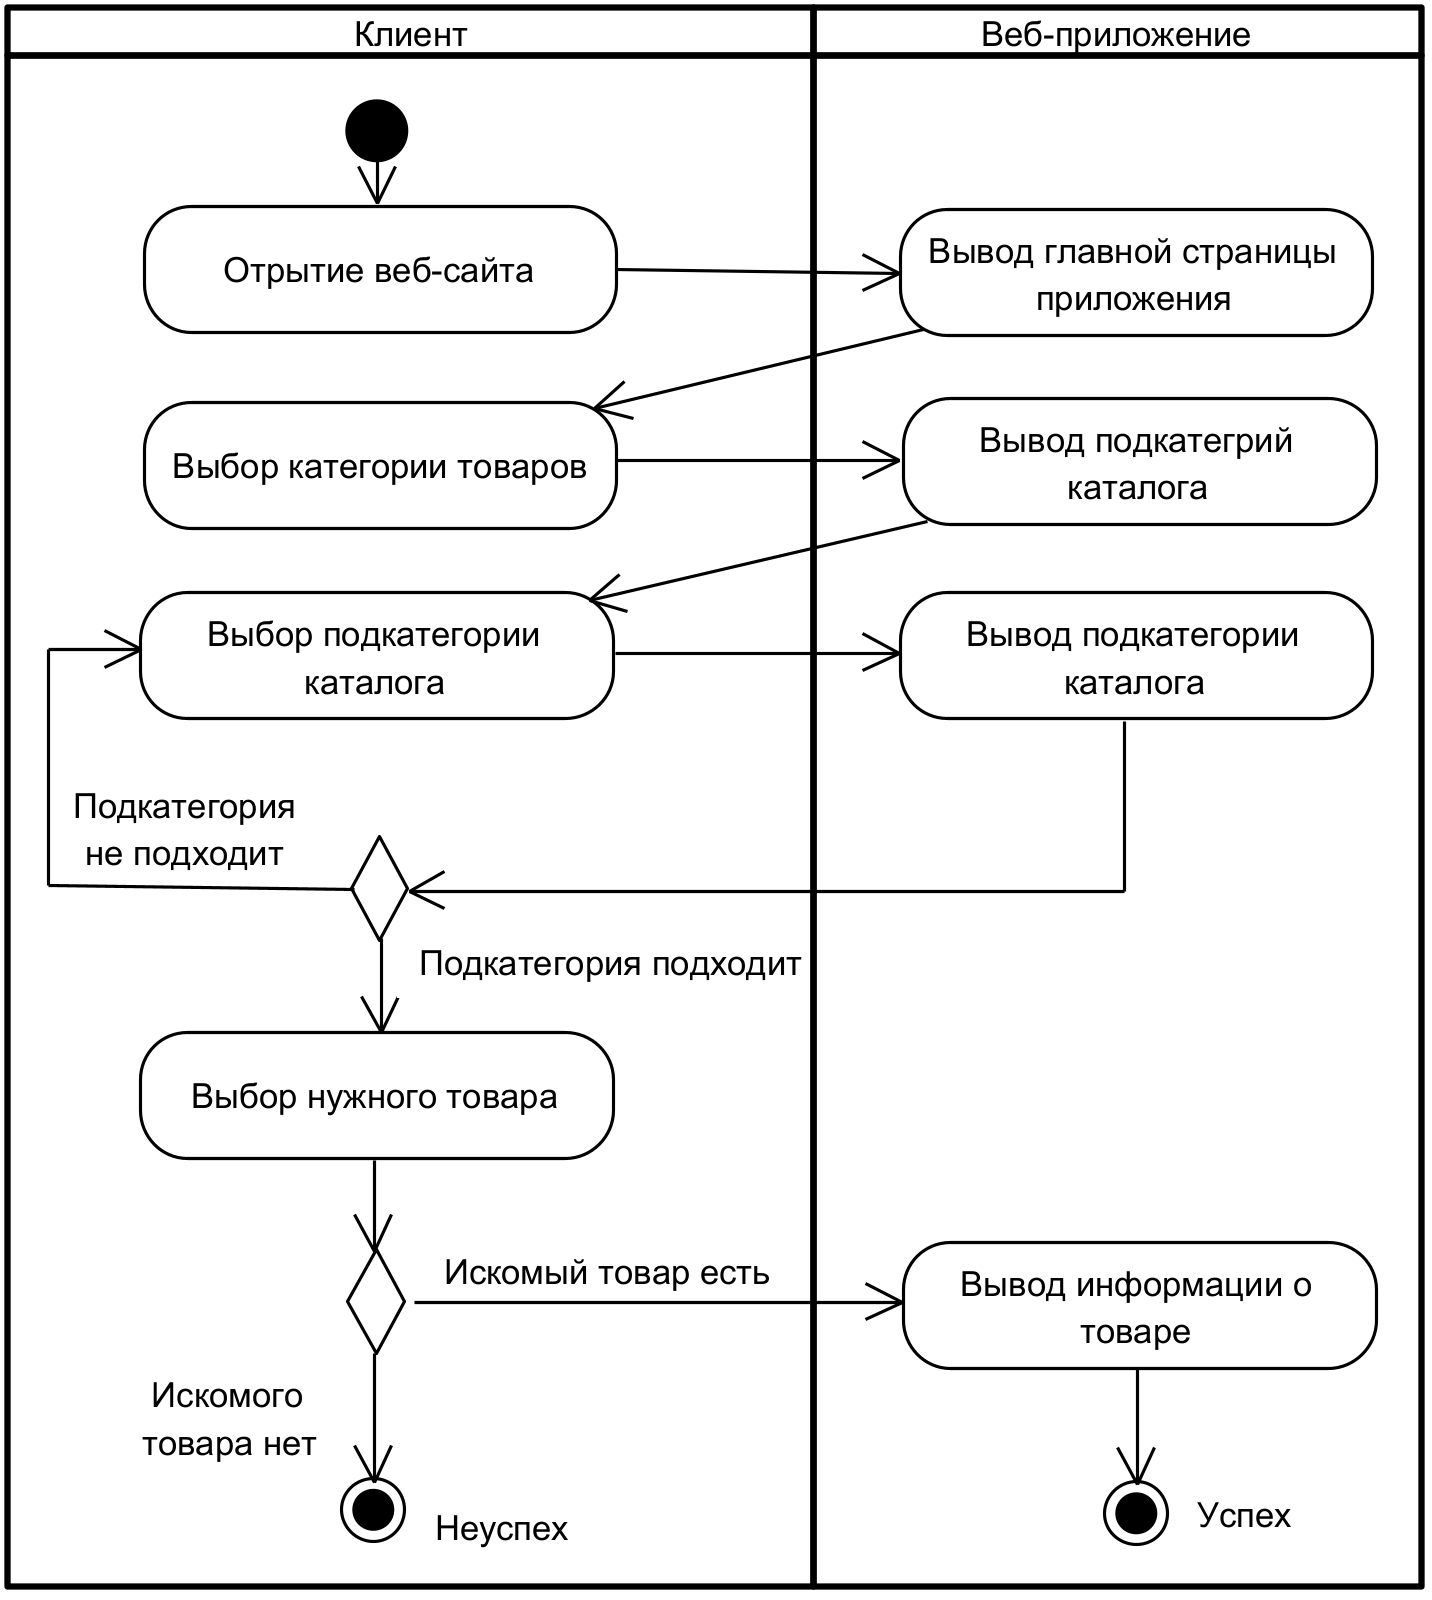 Клиент
Веб-приложение
Отрытие веб-сайта
Вывод главной страницы
приложения
Выбор категории товаров
Вывод подкатегрий
каталога
Выбор подкатегории
каталога
Вывод подкатегории
каталога
Подкатегория
не подходит
Подкатегория подходит
Выбор нужного товара
Искомый товар есть
Вывод информации о
товаре
Искомого
товара нет
Неуспех
Успех